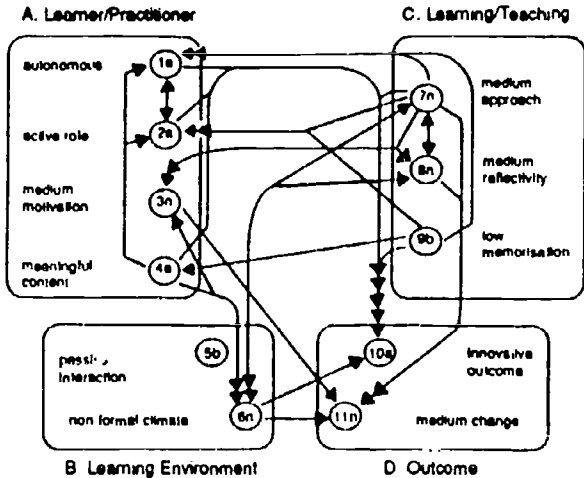 A. Learner/Practitioner
C. Learning/Teaching
autonomous
1a
active role
2a
medium
motivation
3n
meaningful
content
4a
7n
medium
approach
8n
medium
reflectivity
9b
low
memorisation
5b
interaction
non formal climate
6n
10a
innovative
outcome
11n
medium change
B Learning Environment
D Outcome